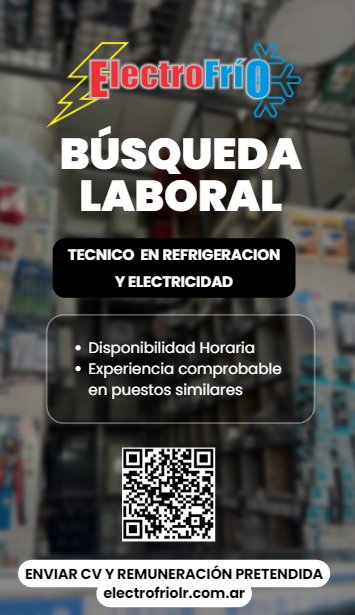 ElectroFrío
BÚSQUEDA
LABORAL
TECNICO EN REFRIGERACION
Y ELECTRICIDAD
• Disponibilidad Horaria
• Experiencia comprobable
en puestos similares
ENVIAR CV Y REMUNERACIÓN PRETENDIDA
electrofriolr.com.ar